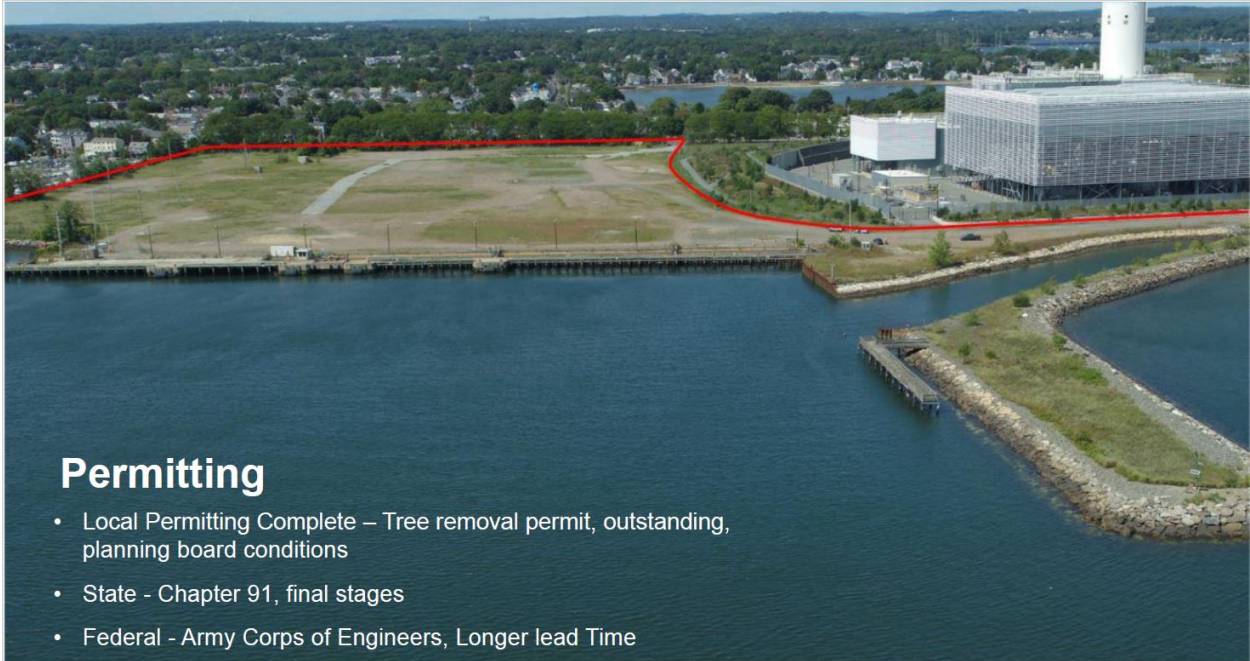 Permitting
• Local Permitting Complete – Tree removal permit, outstanding,
planning board conditions
• State - Chapter 91, final stages
• Federal - Army Corps of Engineers, Longer lead Time